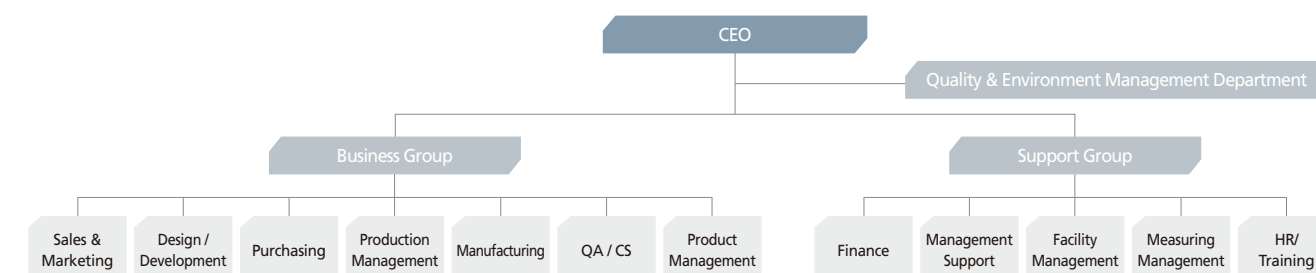 CEO
Quality & Environment Management Department
Business Group
Support Group
Sales &
Marketing
Design /
Development
Purchasing
Production
Management
Manufacturing
QA / CS
Product
Management
Finance
Management
Support
Facility
Management
Measuring
Management
HR/
Training